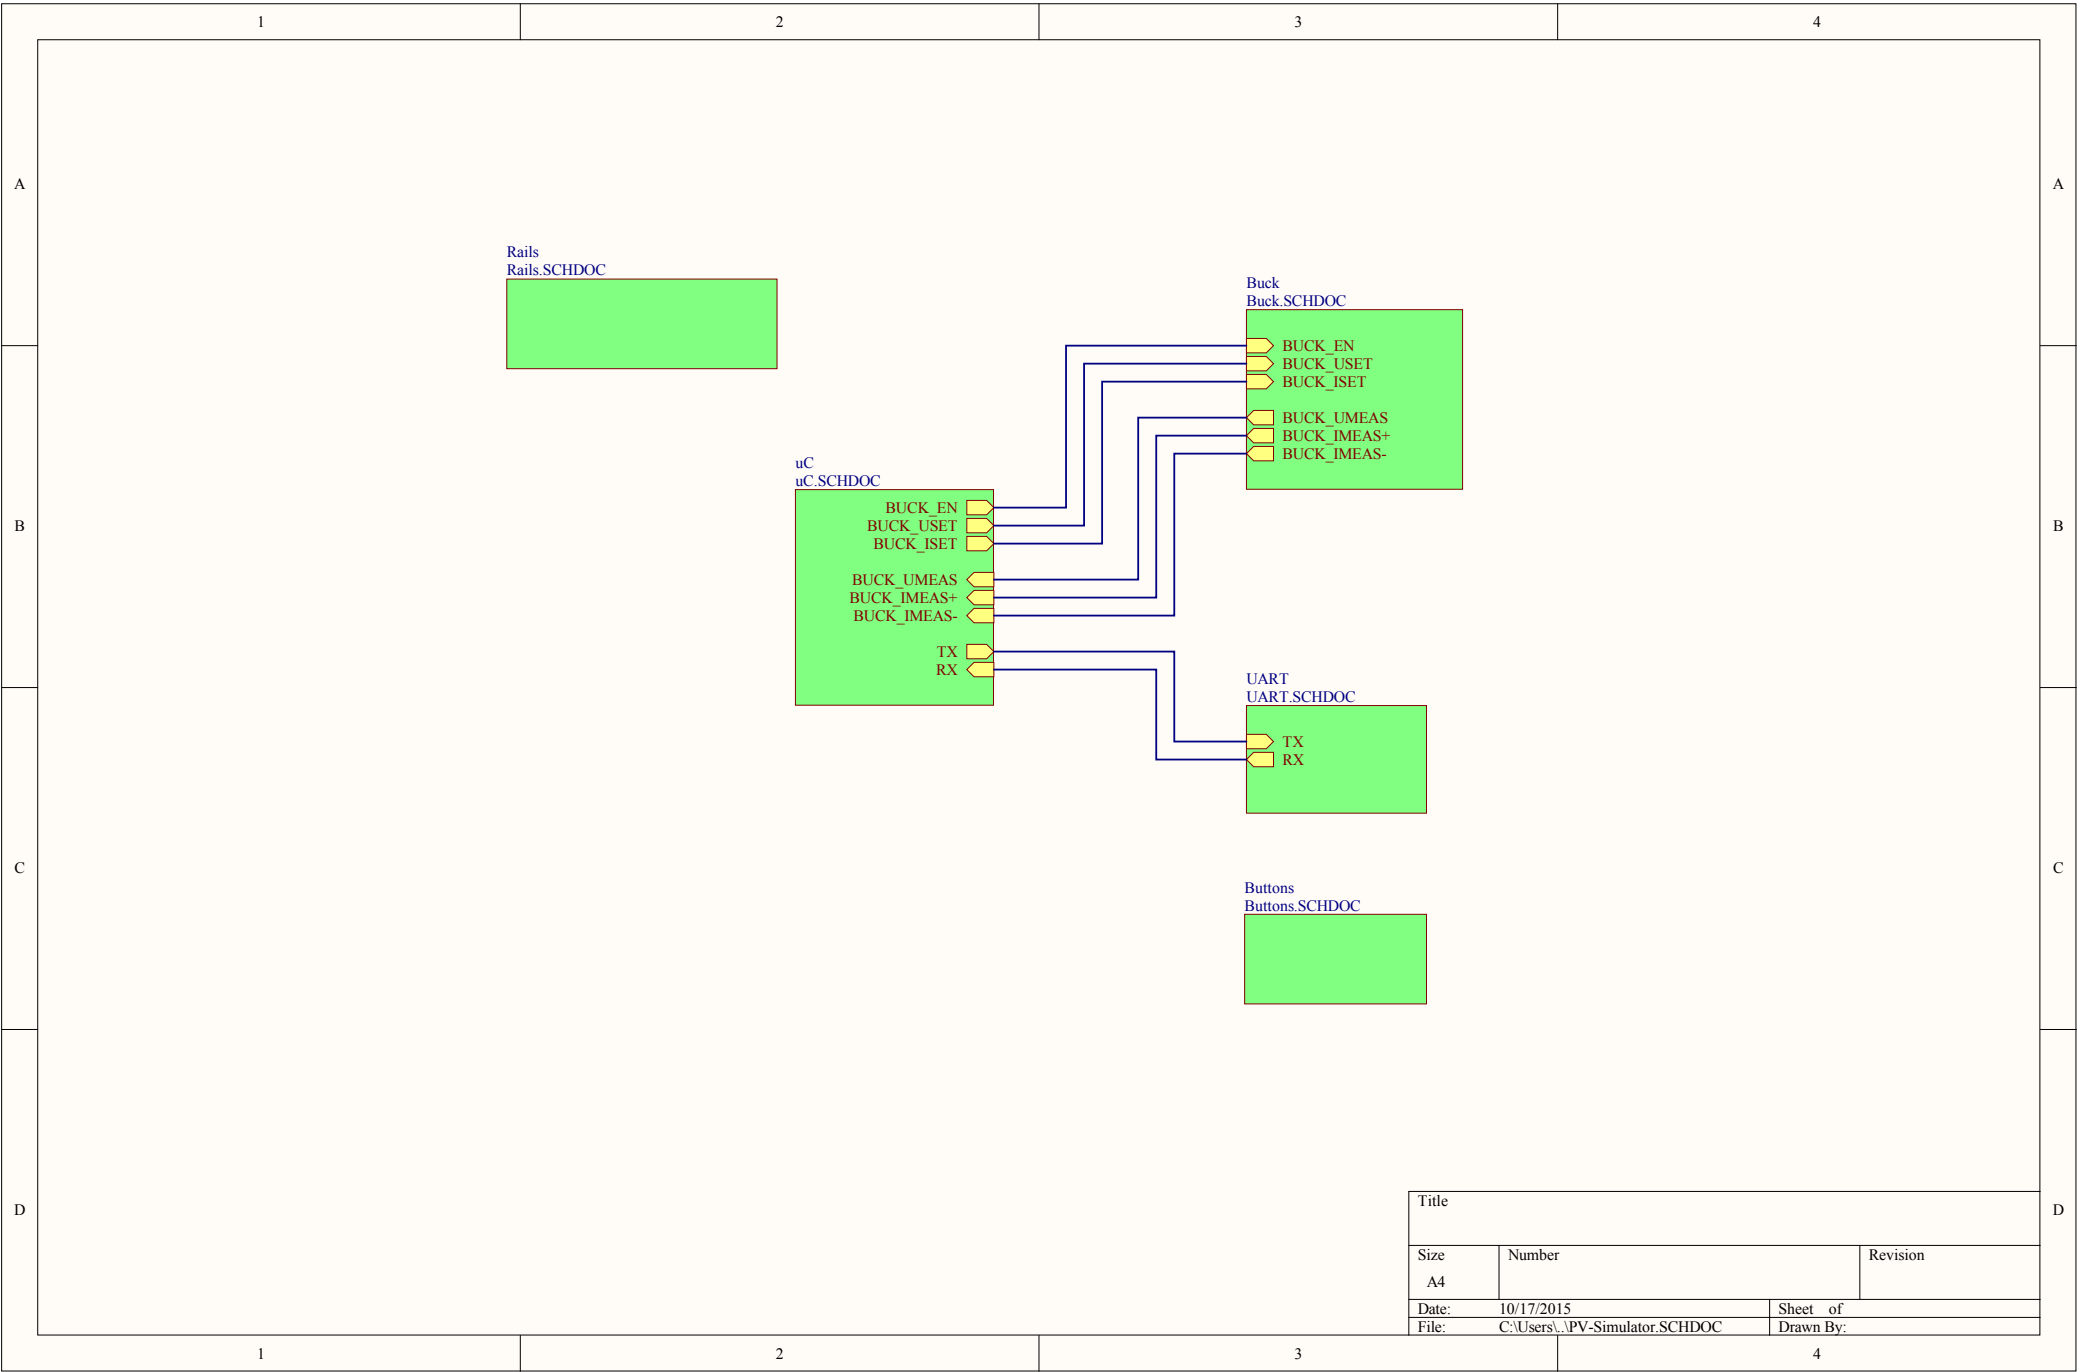 1 2 3 4
A A
Rails
Rails.SCHDOC
Buck
Buck.SCHDOC
BUCK_EN
BUCK_USET
BUCK_ISET
BUCK_UMEAS
BUCK_IMEAS+
BUCK_IMEAS-
uC
uC.SCHDOC
BUCK_EN
BUCK_USET
BUCK_ISET
BUCK_UMEAS
BUCK_IMEAS+
BUCK_IMEAS-
TX
RX
B B
UART
UART.SCHDOC
TX
RX
C C
Buttons
Buttons.SCHDOC
D D
Title
Size Number Revision
A4
Date: 10/17/2015 Sheet of
File: C:\Users\..\PV-Simulator.SCHDOC Drawn By:
1 2 3 4